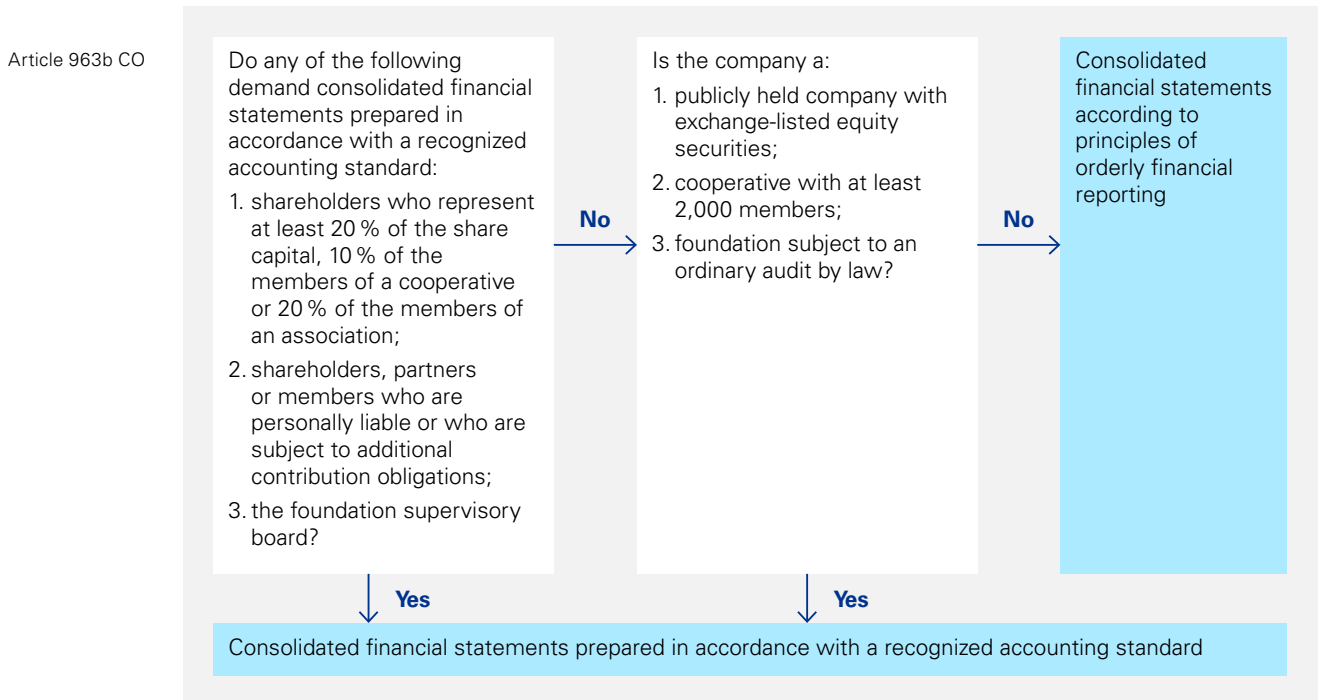 Article 963b CO
Do any of the following
demand consolidated financial
statements prepared in
accordance with a recognized
accounting standard:
1. shareholders who represent
at least 20 % of the share
capital, 10 % of the
members of a cooperative
or 20 % of the members of
an association;
2. shareholders, partners
or members who are
personally liable or who are
subject to additional
contribution obligations;
3. the foundation supervisory
board?
No
Is the company a:
1. publicly held company with
exchange-listed equity
securities;
2. cooperative with at least
2,000 members;
3. foundation subject to an
ordinary audit by law?
No
Consolidated
financial statements
according to
principles of
orderly financial
reporting
Yes
Yes
Consolidated financial statements prepared in accordance with a recognized accounting standard